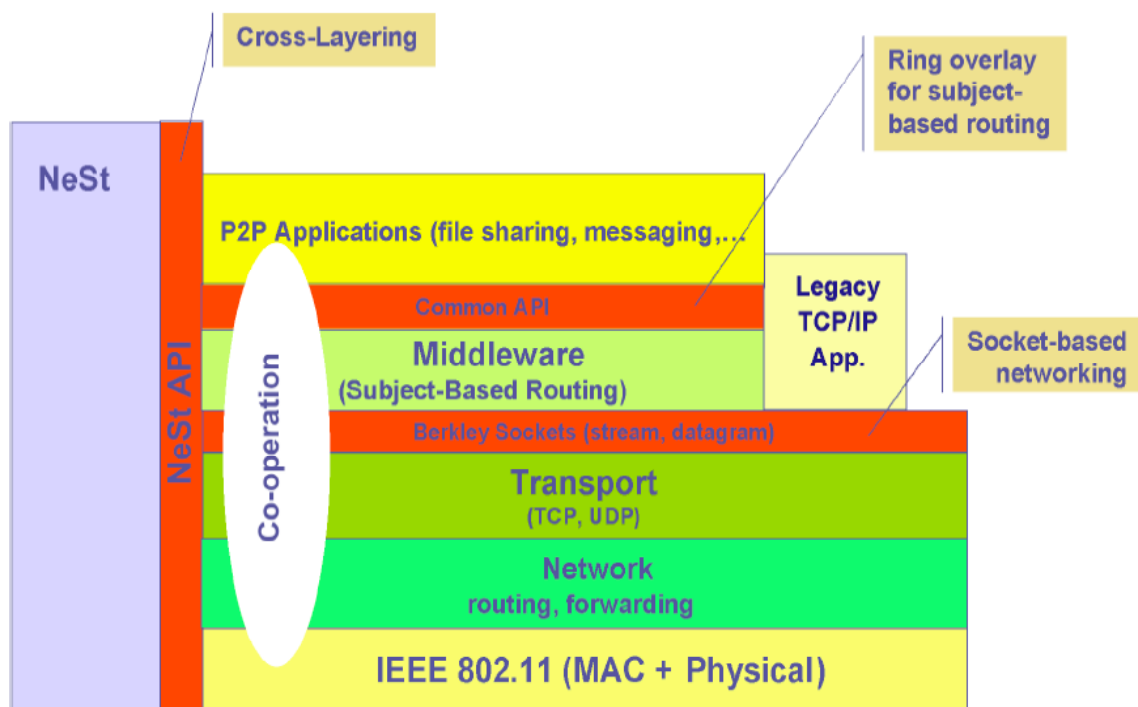 Cross-Layering
Ring overlay
for subject-
based routing
NeSt
NeSt API
P2P Applications (file sharing, messaging,...
Common API
Legacy
TCP/IP
App.
Middleware
(Subject-Based Routing)
Socket-based
networking
Berkley Sockets (stream, datagram)
Co-operation
Transport
(TCP, UDP)
Network
routing, forwarding
IEEE 802.11 (MAC + Physical)